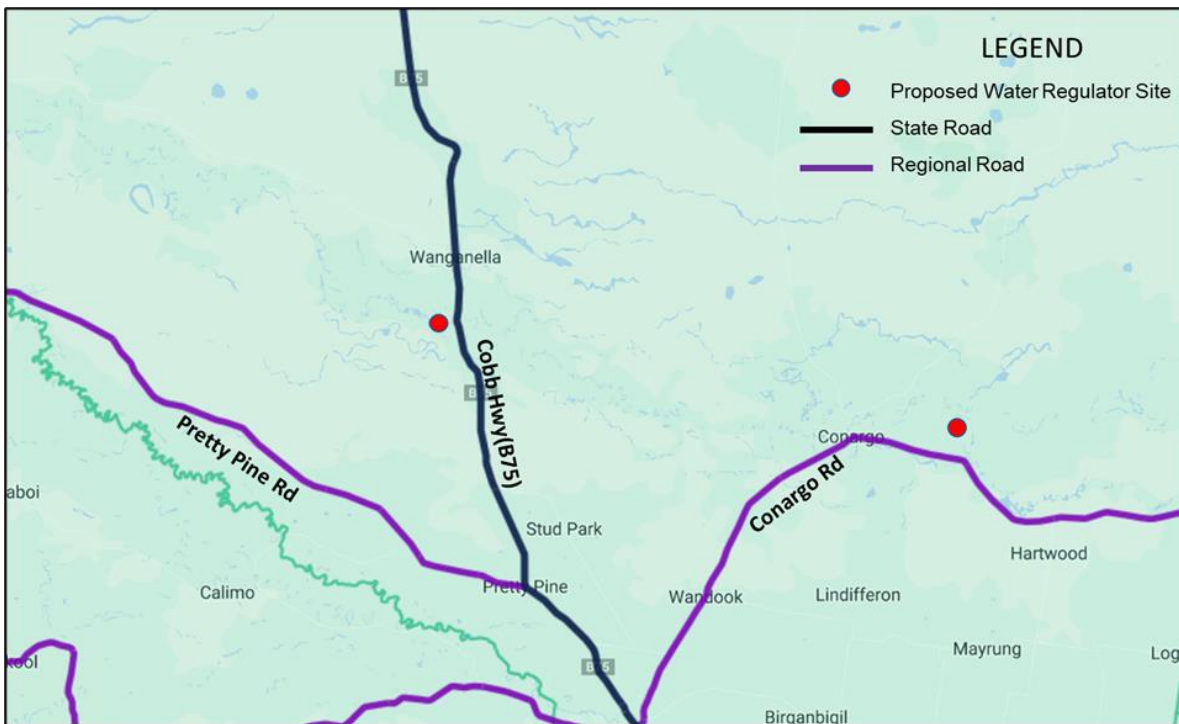 LEGEND
Proposed Water Regulator Site
State Road
Regional Road
B75
Wanganella
Cobb Hwy(B75)
Pretty Pine Rd
Conargo
Conargo Rd
aboi
Stud Park
Hartwood
Pretty Pine
Calimo
Wandook
Lindifferon
Mayrung
Log
kool
B75
Birganbigil